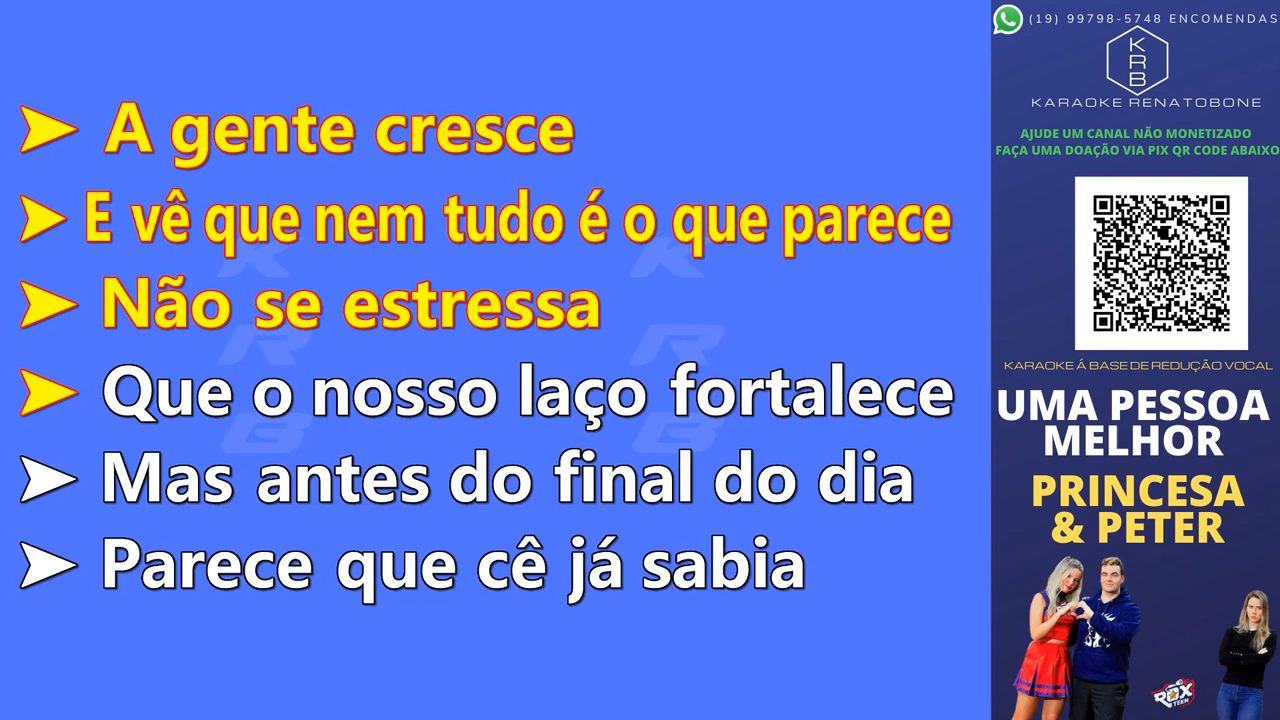 ➤ A gente cresce
➤ E vê que nem tudo é o que parece
➤ Não se estressa
➤ Que o nosso laço fortalece
➤ Mas antes do final do dia
➤ Parece que cê já sabia
K
R
B
K
R
B
(19) 99798-5748 ENCOMENDAS
K
R
B
KARAOKE RENATOBONE
AJUDE UM CANAL NÃO MONETIZADO
FAÇA UMA DOAÇÃO VIA PIX QR CODE ABAIXO
KARAOKE Á BASE DE REDUÇÃO VOCAL
UMA PESSOA
MELHOR
PRINCESA
& PETER
ROX
TEEN